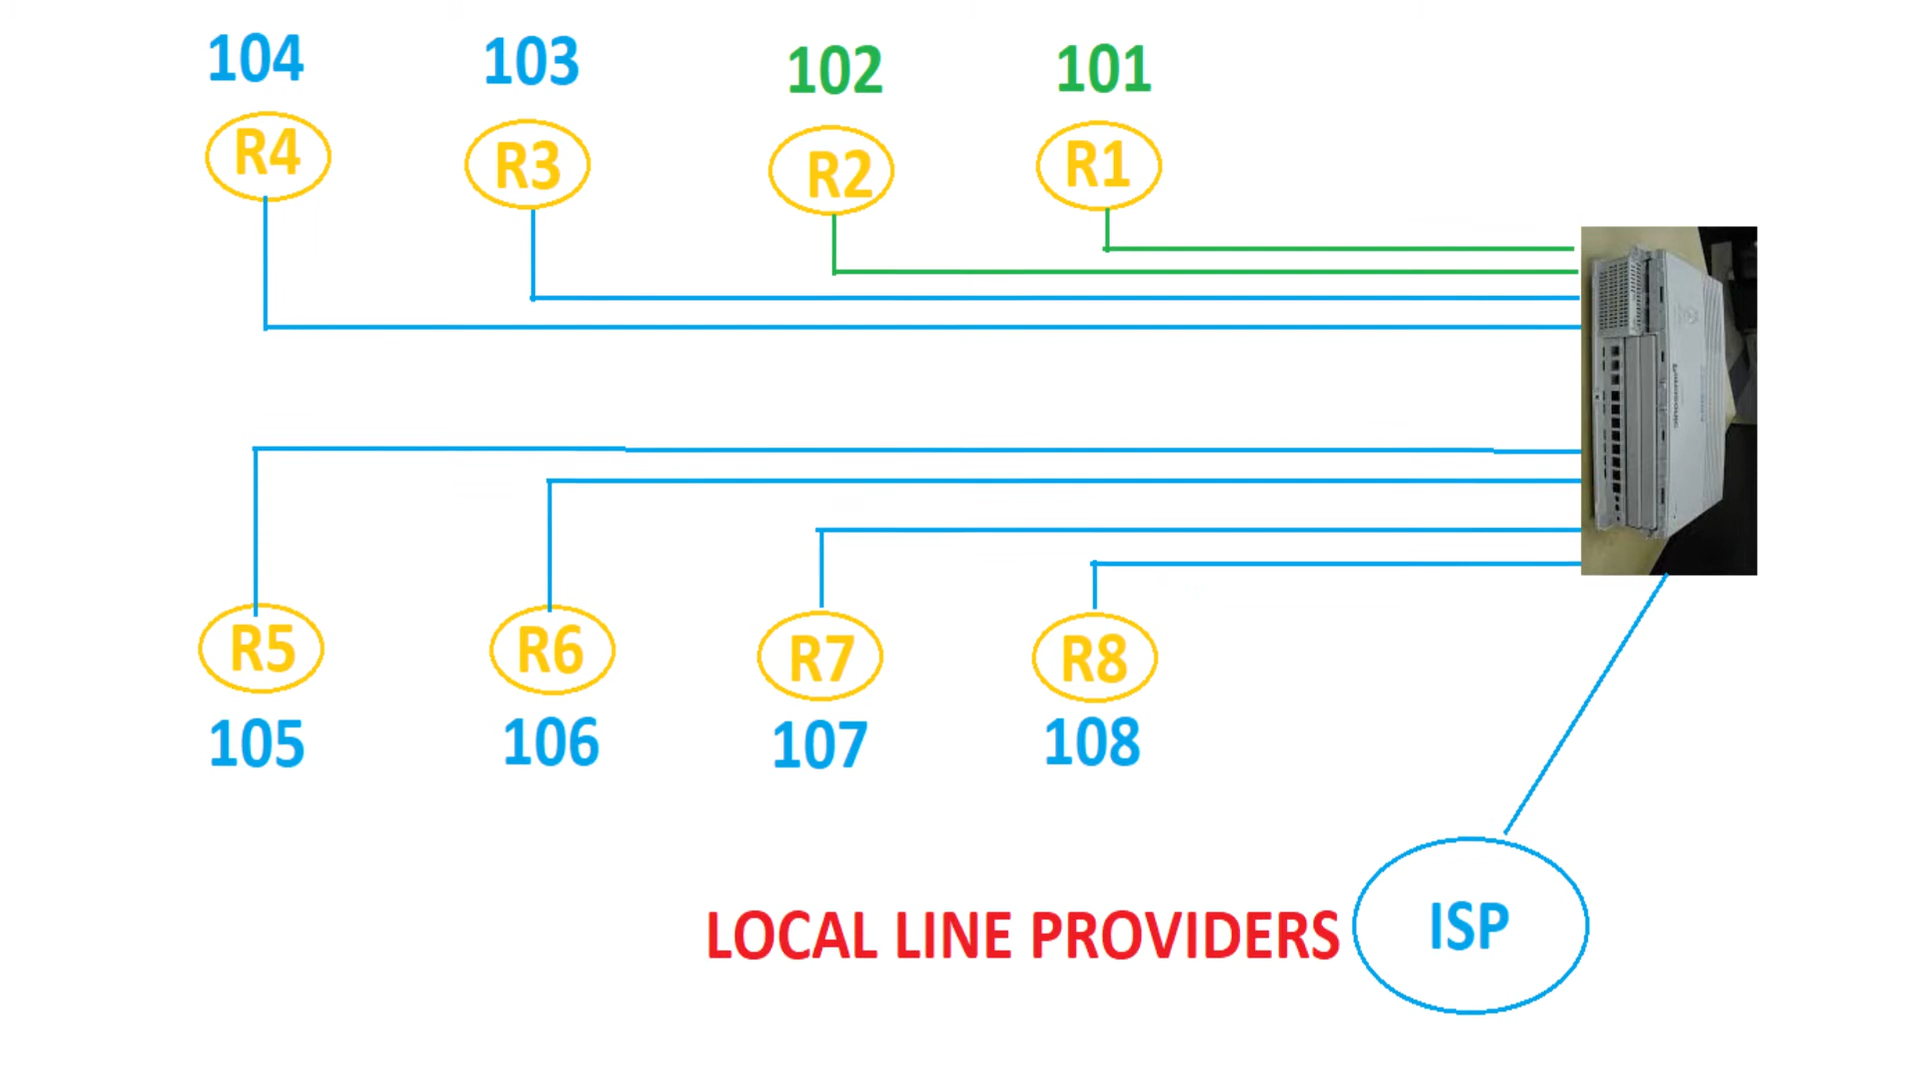 104 103 102 101
R4 R3 R2 R1
R5 R6 R7 R8
105 106 107 108
LOCAL LINE PROVIDERS ISP